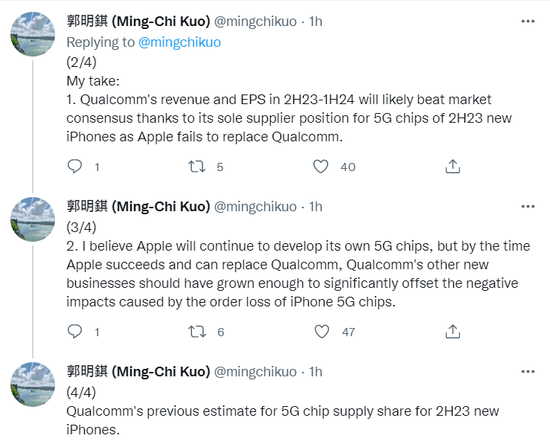 郭明錤 (Ming-Chi Kuo) @mingchikuo · 1h
Replying to @mingchikuo
(2/4)
My take:
1. Qualcomm's revenue and EPS in 2H23-1H24 will likely beat market
consensus thanks to its sole supplier position for 5G chips of 2H23 new
iPhones as Apple fails to replace Qualcomm.
1 5 40
郭明錤 (Ming-Chi Kuo) @mingchikuo · 1h
(3/4)
2. I believe Apple will continue to develop its own 5G chips, but by the time
Apple succeeds and can replace Qualcomm, Qualcomm's other new
businesses should have grown enough to significantly offset the negative
impacts caused by the order loss of iPhone 5G chips.
1 6 47
郭明錤 (Ming-Chi Kuo) @mingchikuo · 1h
(4/4)
Qualcomm's previous estimate for 5G chip supply share for 2H23 new
iPhones.